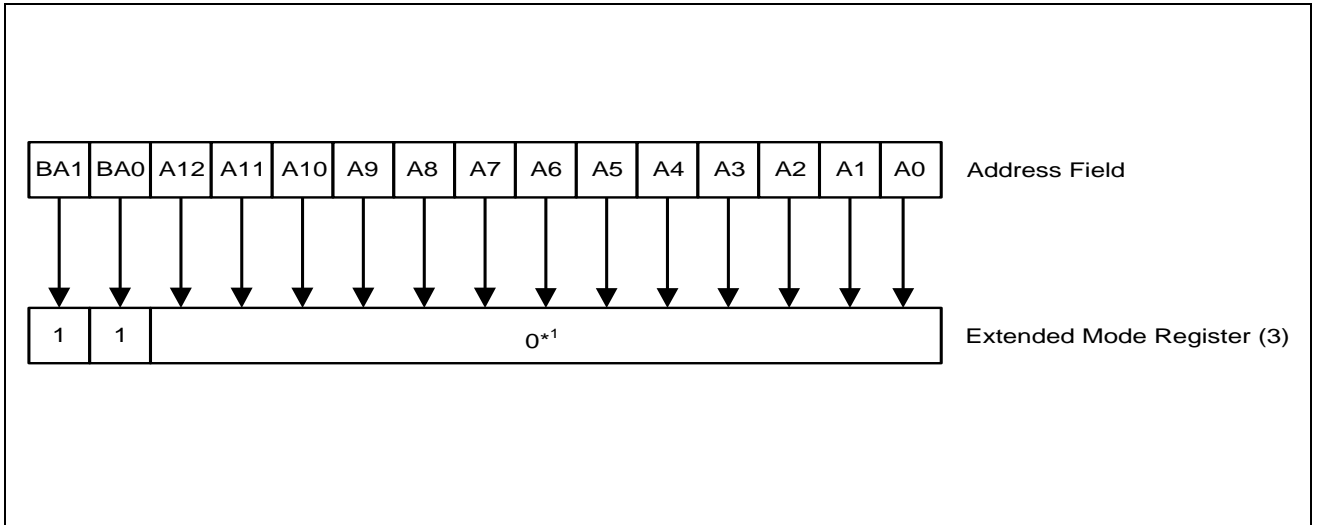 BA1 BA0 A12 A11 A10 A9 A8 A7 A6 A5 A4 A3 A2 A1 A0 Address Field
1 1 0*1 Extended Mode Register (3)